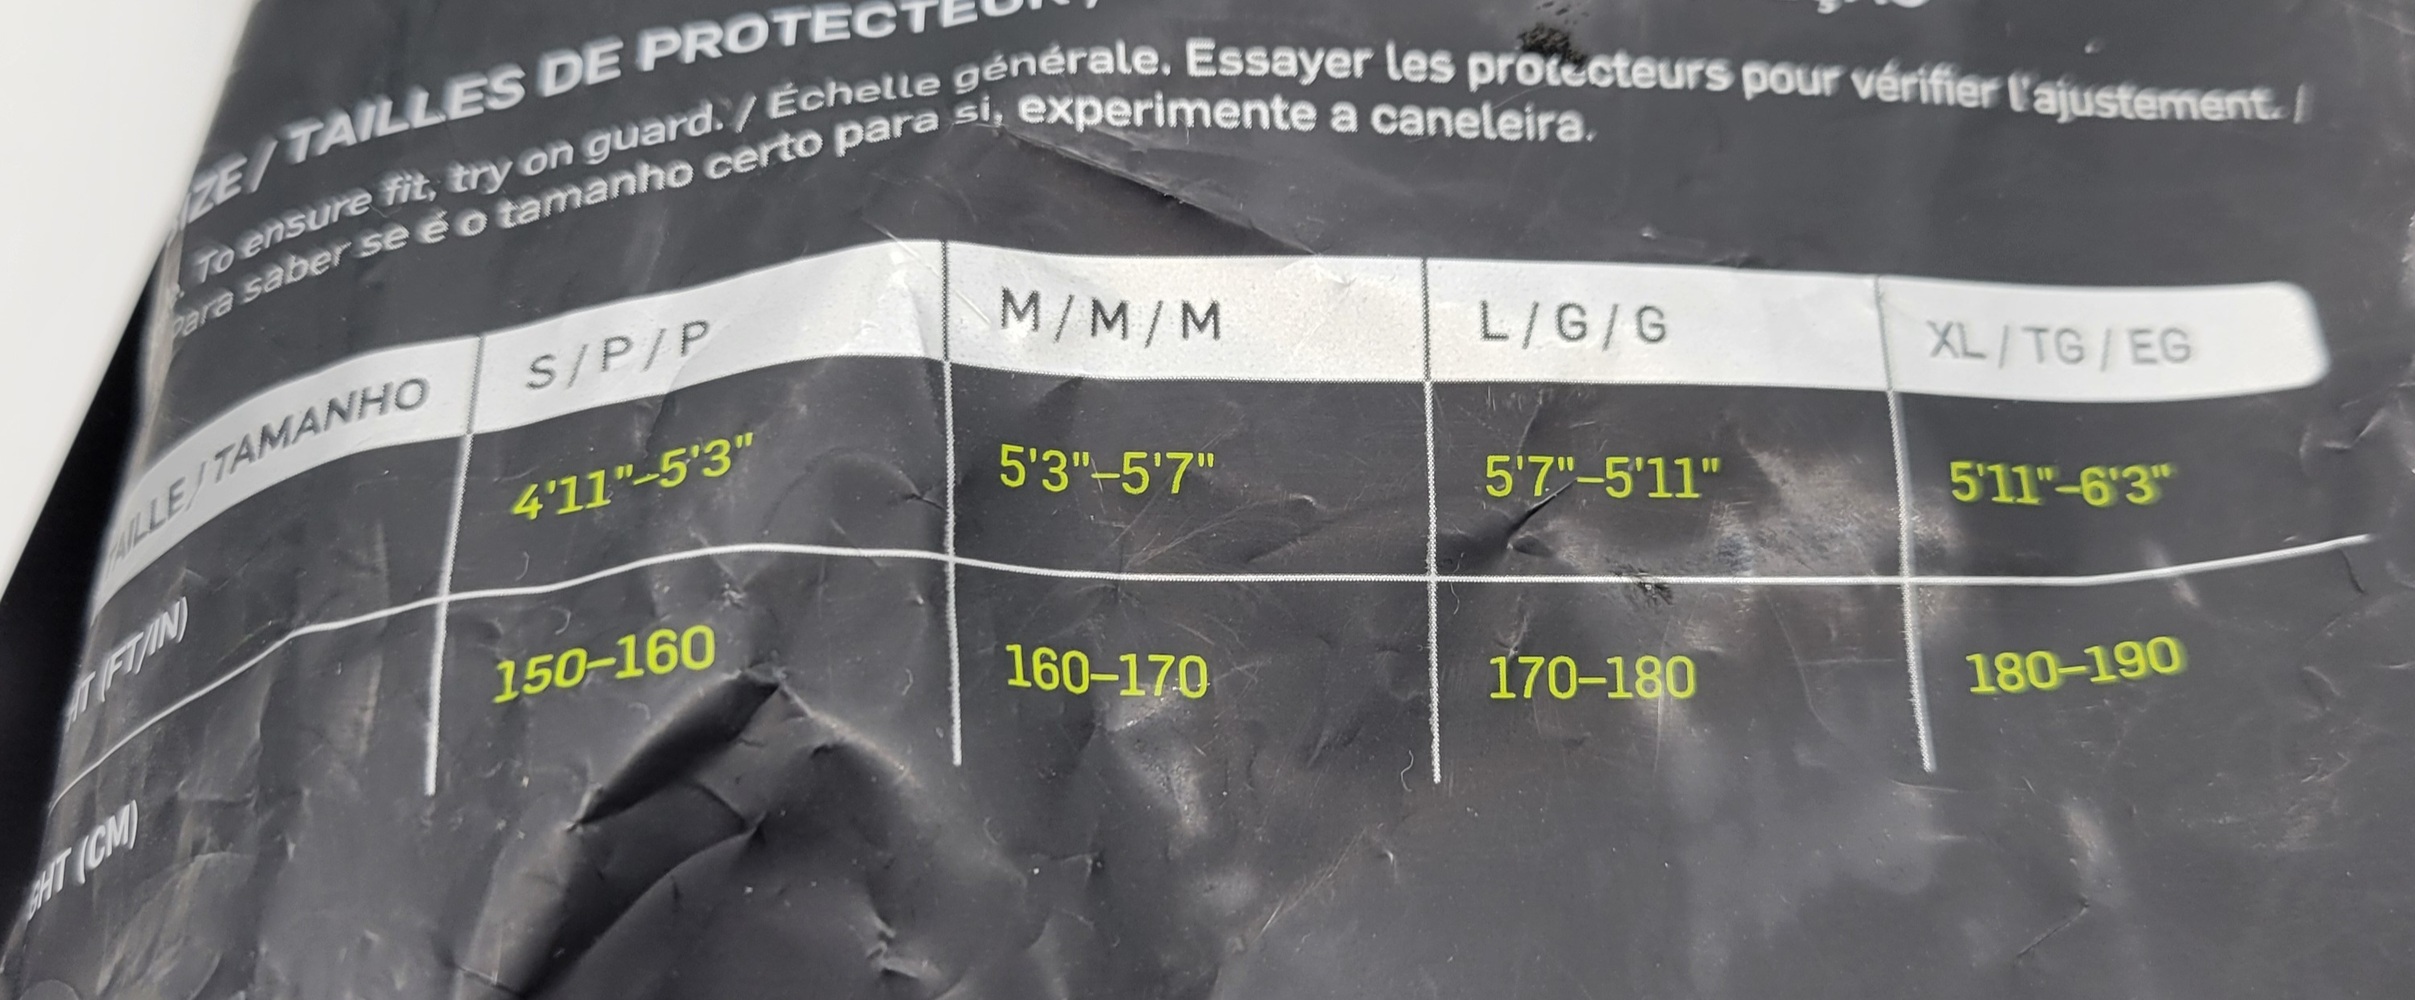 / TAILLES DE PROTECTEUR /
To ensure fit, try on guard. / Échelle générale. Essayer les protecteurs pour vérifier l'ajustement. /
Para saber se é o tamanho certo para si, experimente a caneleira.
TAILLE / TAMANHO S / P / P M / M / M L / G / G XL / TG / EG
(FT/IN) 4'11"–5'3" 5'3"–5'7" 5'7"–5'11" 5'11"–6'3"
(CM) 150–160 160–170 170–180 180–190